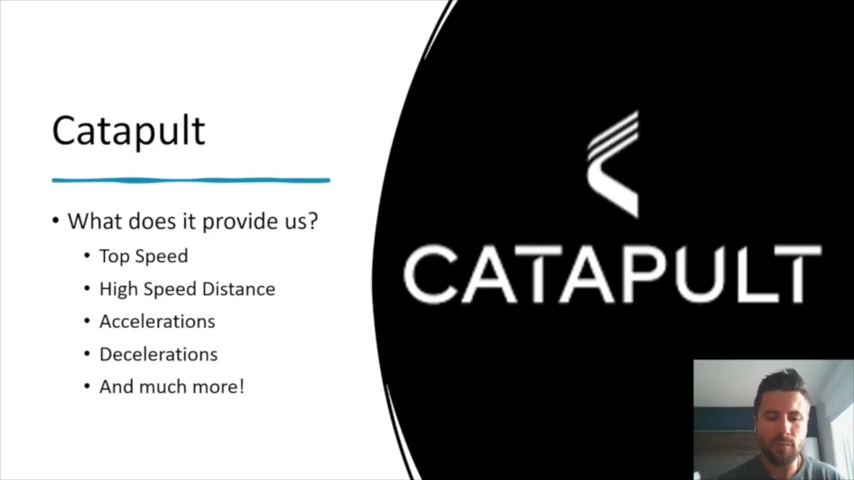 Catapult
• What does it provide us?
• Top Speed
• High Speed Distance
• Accelerations
• Decelerations
• And much more!
CATAPULT